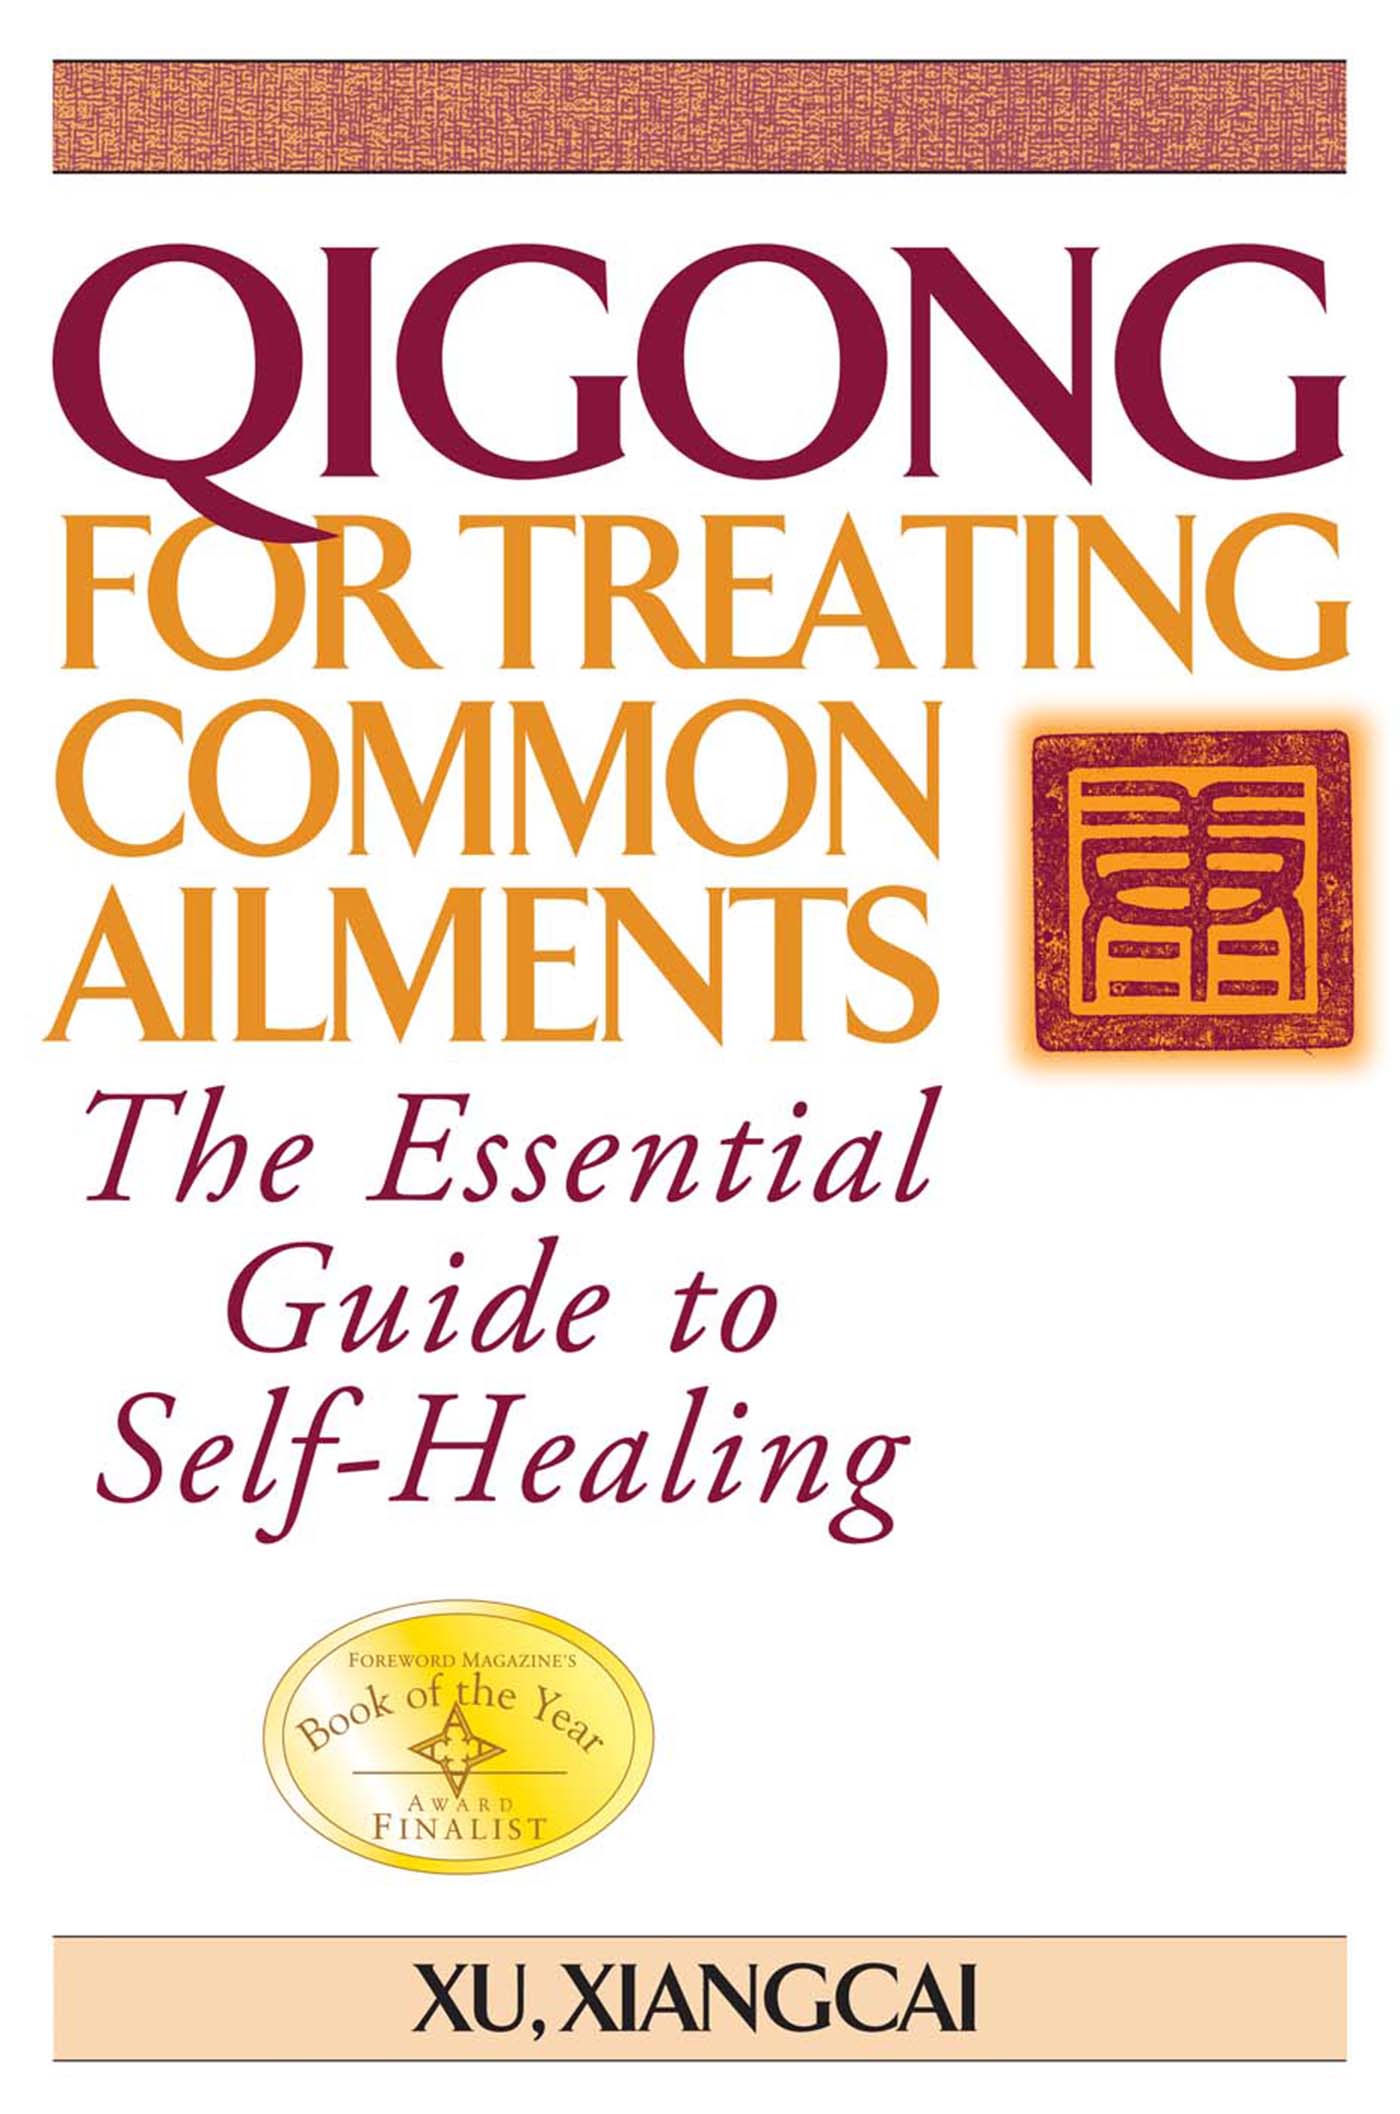 QIGONG
FOR TREATING
COMMON
AILMENTS
The Essential
Guide to
Self-Healing
FOREWORD MAGAZINE'S
Book of the Year
AWARD
FINALIST
XU, XIANGCAI